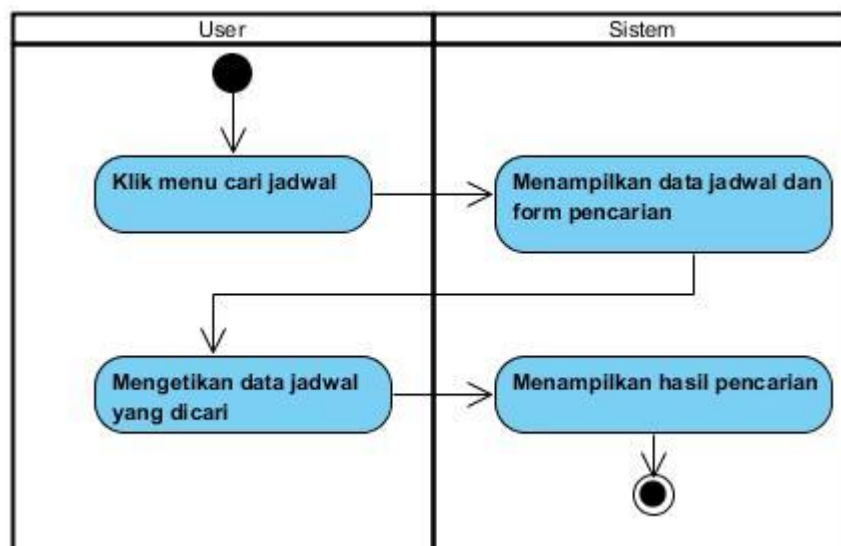 User
Sistem
Klik menu cari jadwal
Menampilkan data jadwal dan
form pencarian
Mengetikan data jadwal
yang dicari
Menampilkan hasil pencarian